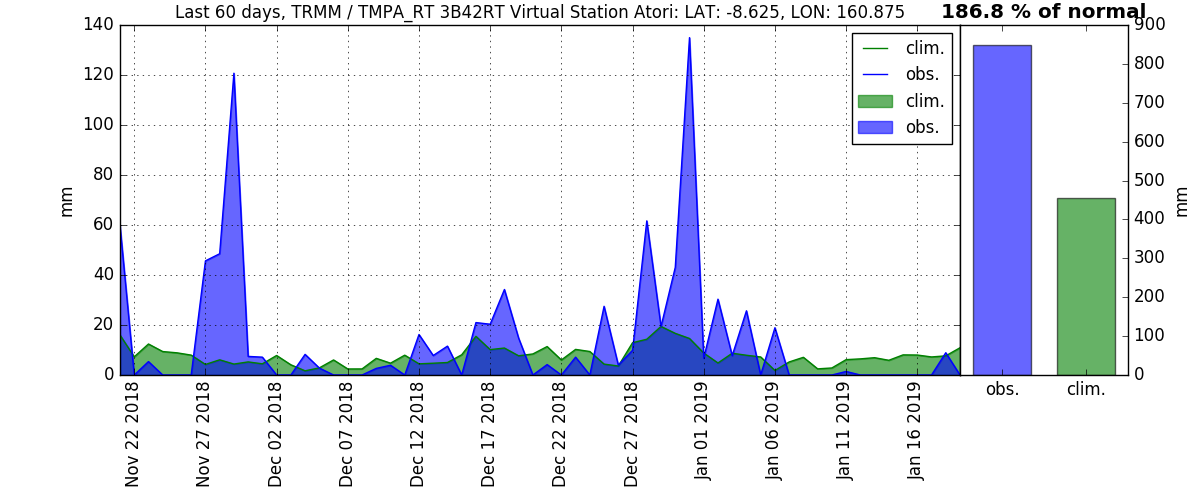 Last 60 days, TRMM / TMPA_RT 3B42RT Virtual Station Atori: LAT: -8.625, LON: 160.875
186.8 % of normal
140
120
100
80
60
40
20
0
mm
clim.
obs.
clim.
obs.
900
800
700
600
500
400
300
200
100
0
mm
Nov 22 2018
Nov 27 2018
Dec 02 2018
Dec 07 2018
Dec 12 2018
Dec 17 2018
Dec 22 2018
Dec 27 2018
Jan 01 2019
Jan 06 2019
Jan 11 2019
Jan 16 2019
obs.
clim.